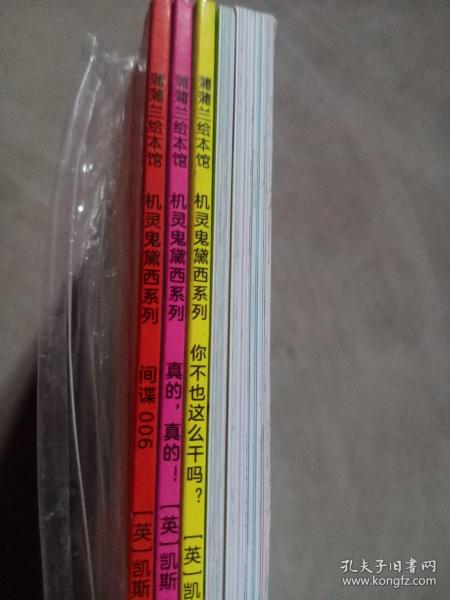 蒲蒲兰绘本馆 机灵鬼黛西系列 间谍006 [英]凯斯
蒲蒲兰绘本馆 机灵鬼黛西系列 真的，真的！ [英]凯斯
蒲蒲兰绘本馆 机灵鬼黛西系列 你不也这么干吗？ [英]凯
孔夫子旧书网
www.kongfz.com